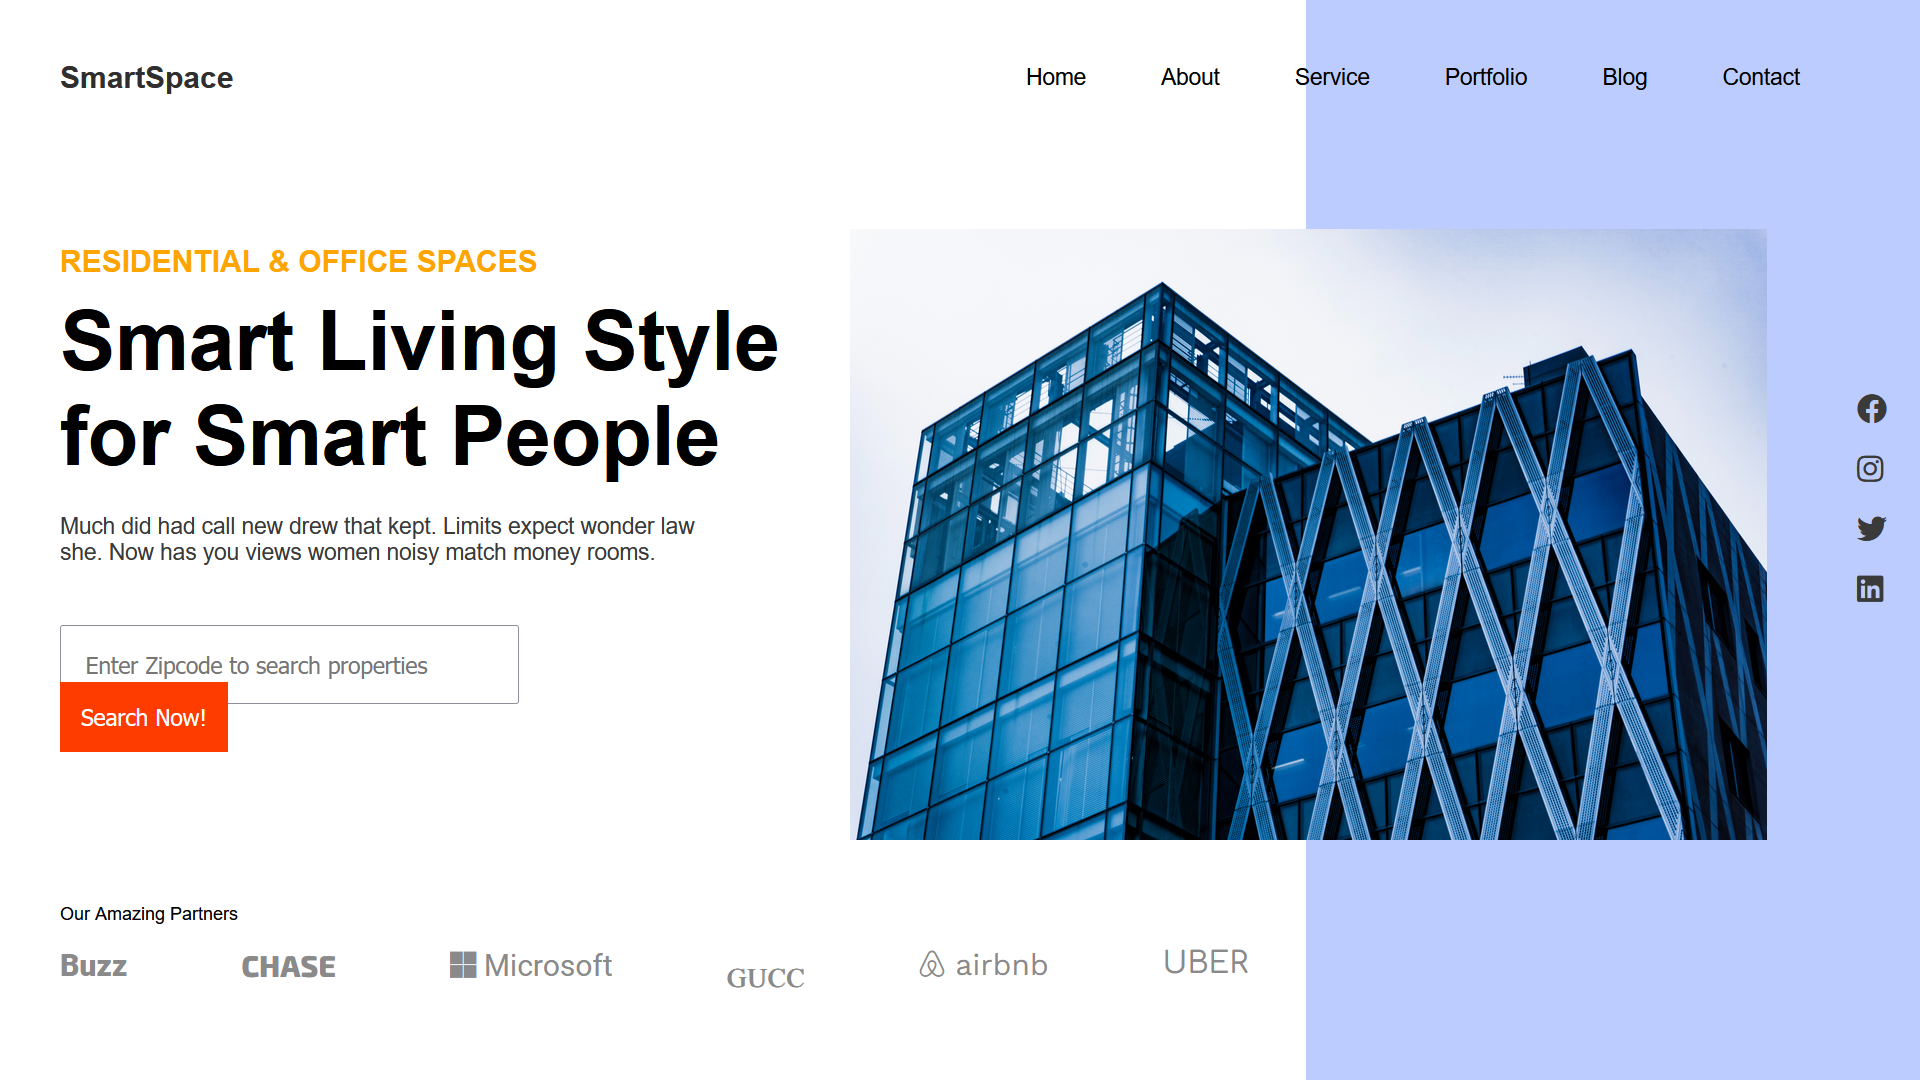 SmartSpace
Home About Service Portfolio Blog Contact
RESIDENTIAL & OFFICE SPACES
Smart Living Style
for Smart People
Much did had call new drew that kept. Limits expect wonder law
she. Now has you views women noisy match money rooms.
Enter Zipcode to search properties
Search Now!
Our Amazing Partners
Buzz CHASE Microsoft GUCC airbnb UBER